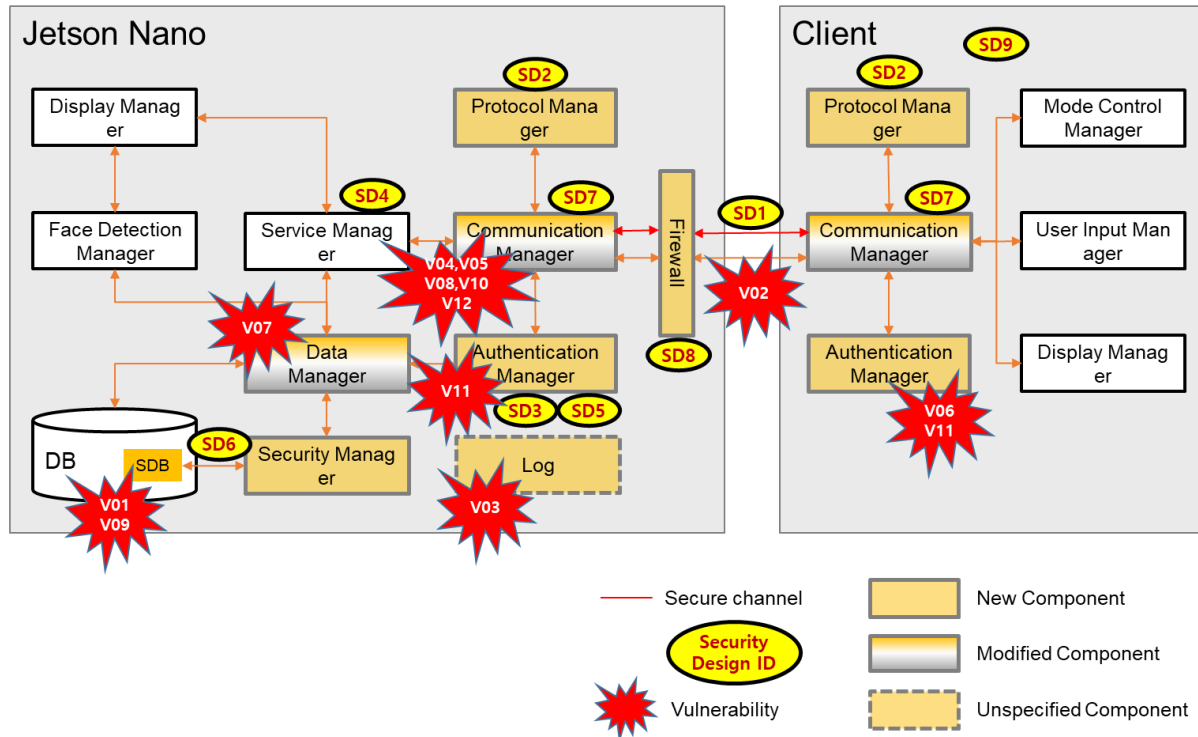 Jetson Nano
Client
SD9
SD2
SD2
Display Manag
er
Protocol Mana
ger
Protocol Mana
ger
Mode Control
Manager
SD4
SD7
SD1
SD7
Face Detection
Manager
Service Manag
er
Communication
Manager
Firewall
Communication
Manager
User Input Man
ager
V04,V05
V08,V10
V12
V02
V07
Data
Manager
Authentication
Manager
SD8
Authentication
Manager
Display Manag
er
V11
SD3
SD5
V06
V11
DB
SDB
SD6
Security Manag
er
Log
V01
V09
V03
Secure channel
New Component
Security
Design ID
Modified Component
Vulnerability
Unspecified Component